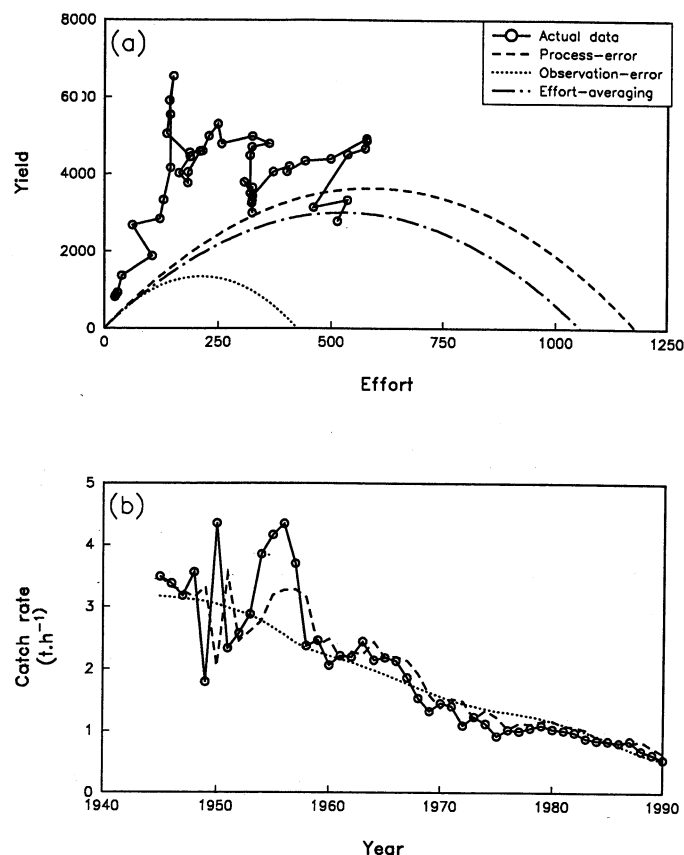 8000
(a)
Actual data
Process-error
Observation-error
Effort-averaging
6000
4000
2000
0
Yield
0 250 500 750 1000 1250
Effort
5
(b)
4
3
2
1
0
Catch rate
(t.h⁻¹)
1940 1950 1960 1970 1980 1990
Year